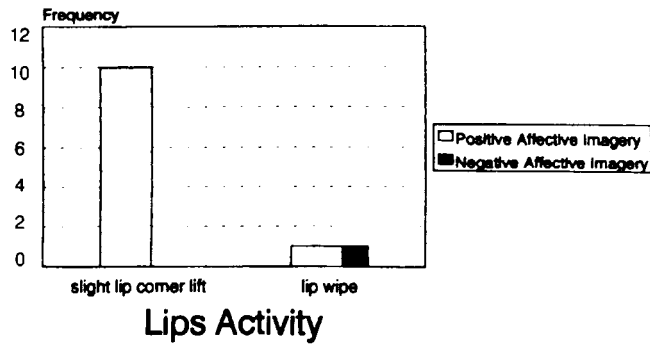 Frequency
12
10
8
6
4
2
0
slight lip corner lift
lip wipe
Positive Affective Imagery
Negative Affective Imagery
Lips Activity